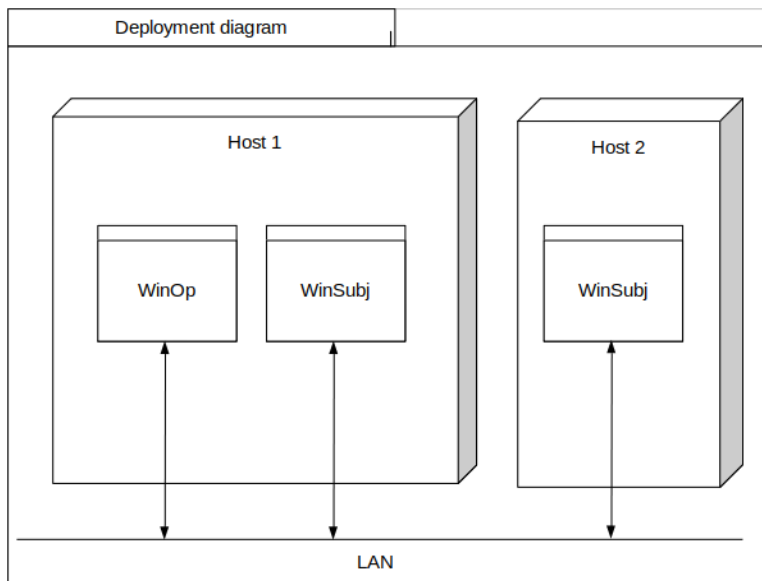 Deployment diagram
Host 1
Host 2
WinOp
WinSubj
WinSubj
LAN